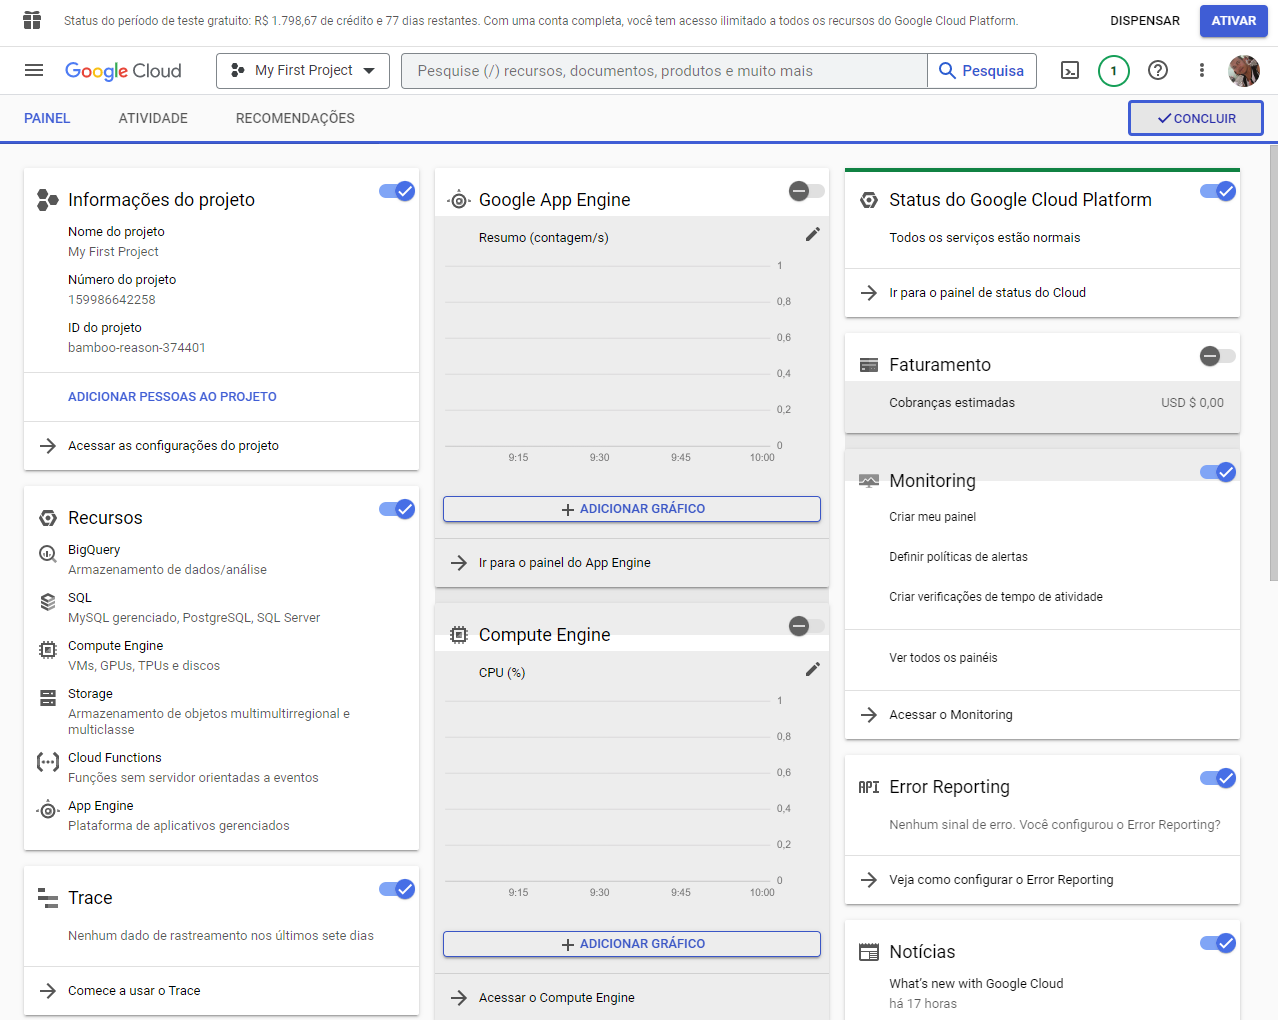 Status do período de teste gratuito: R$ 1.798,67 de crédito e 77 dias restantes. Com uma conta completa, você tem acesso ilimitado a todos os recursos do Google Cloud Platform.
DISPENSAR
ATIVAR
Google Cloud
My First Project
Pesquise (/) recursos, documentos, produtos e muito mais
Pesquisa
1
PAINEL
ATIVIDADE
RECOMENDAÇÕES
CONCLUIR
Informações do projeto
Nome do projeto
My First Project
Número do projeto
159986642258
ID do projeto
bamboo-reason-374401
ADICIONAR PESSOAS AO PROJETO
Acessar as configurações do projeto
Recursos
BigQuery
Armazenamento de dados/análise
SQL
MySQL gerenciado, PostgreSQL, SQL Server
Compute Engine
VMs, GPUs, TPUs e discos
Storage
Armazenamento de objetos multimultirregional e
multiclasse
Cloud Functions
Funções sem servidor orientadas a eventos
App Engine
Plataforma de aplicativos gerenciados
Trace
Nenhum dado de rastreamento nos últimos sete dias
Comece a usar o Trace
Google App Engine
Resumo (contagem/s)
1
0,8
0,6
0,4
0,2
0
9:15 9:30 9:45 10:00
ADICIONAR GRÁFICO
Ir para o painel do App Engine
Compute Engine
CPU (%)
1
0,8
0,6
0,4
0,2
0
9:15 9:30 9:45 10:00
ADICIONAR GRÁFICO
Acessar o Compute Engine
Status do Google Cloud Platform
Todos os serviços estão normais
Ir para o painel de status do Cloud
Faturamento
Cobranças estimadas USD $ 0,00
Monitoring
Criar meu painel
Definir políticas de alertas
Criar verificações de tempo de atividade
Ver todos os painéis
Acessar o Monitoring
API
Error Reporting
Nenhum sinal de erro. Você configurou o Error Reporting?
Veja como configurar o Error Reporting
Notícias
What's new with Google Cloud
há 17 horas